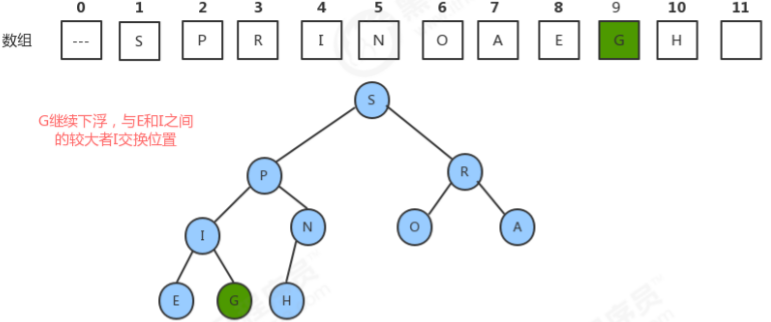 0 1 2 3 4 5 6 7 8 9 10 11
数组 --- S P R I N O A E G H
S
G继续下浮，与E和I之间
的较大者I交换位置
P R
I N O A
E G H